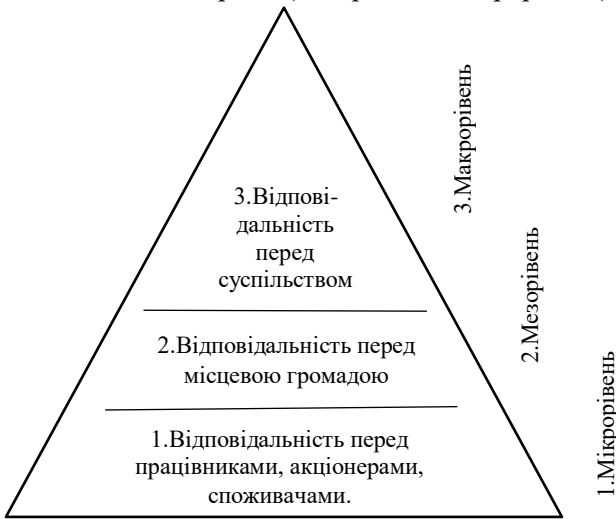 3.Відпові-
дальність
перед
суспільством
2.Відповідальність перед
місцевою громадою
1.Відповідальність перед
працівниками, акціонерами,
споживачами.
3.Макрорівень
2.Мезорівень
1.Мікрорівень